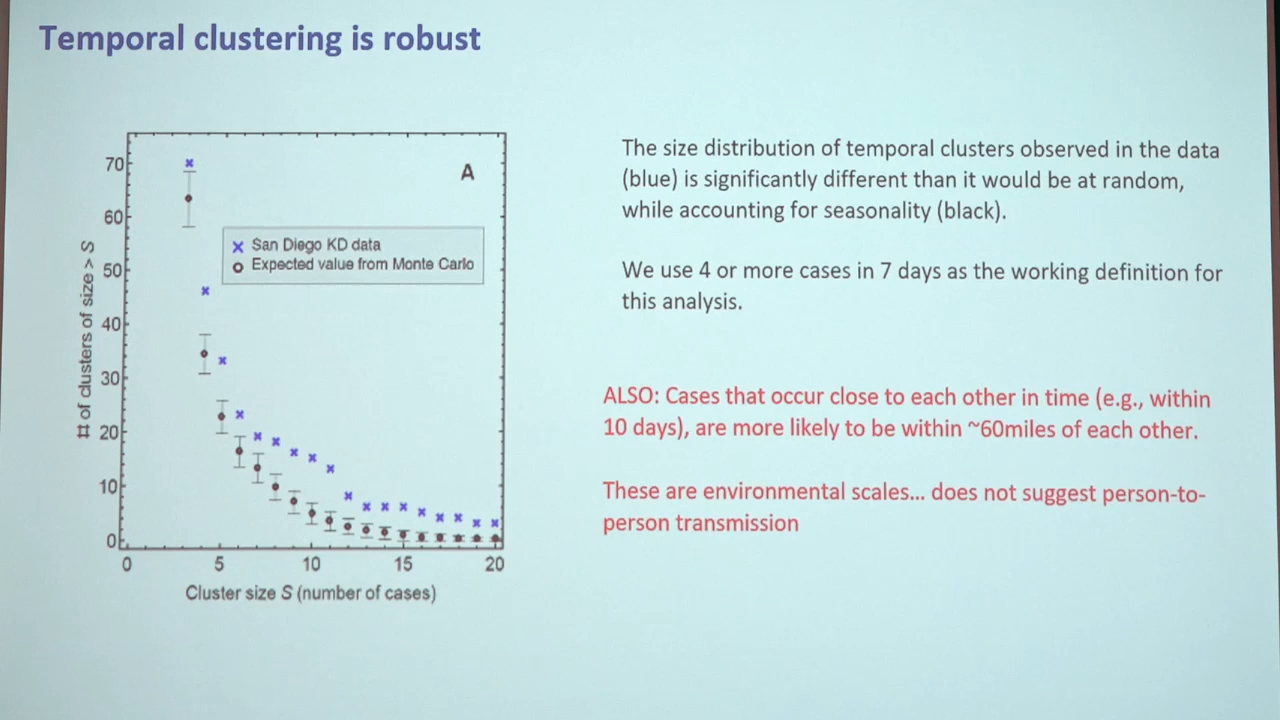 Temporal clustering is robust
A
# of clusters of size > S
70
60
50
40
30
20
10
0
× San Diego KD data
o Expected value from Monte Carlo
0 5 10 15 20
Cluster size S (number of cases)
The size distribution of temporal clusters observed in the data
(blue) is significantly different than it would be at random,
while accounting for seasonality (black).
We use 4 or more cases in 7 days as the working definition for
this analysis.
ALSO: Cases that occur close to each other in time (e.g., within
10 days), are more likely to be within ~60miles of each other.
These are environmental scales... does not suggest person-to-
person transmission